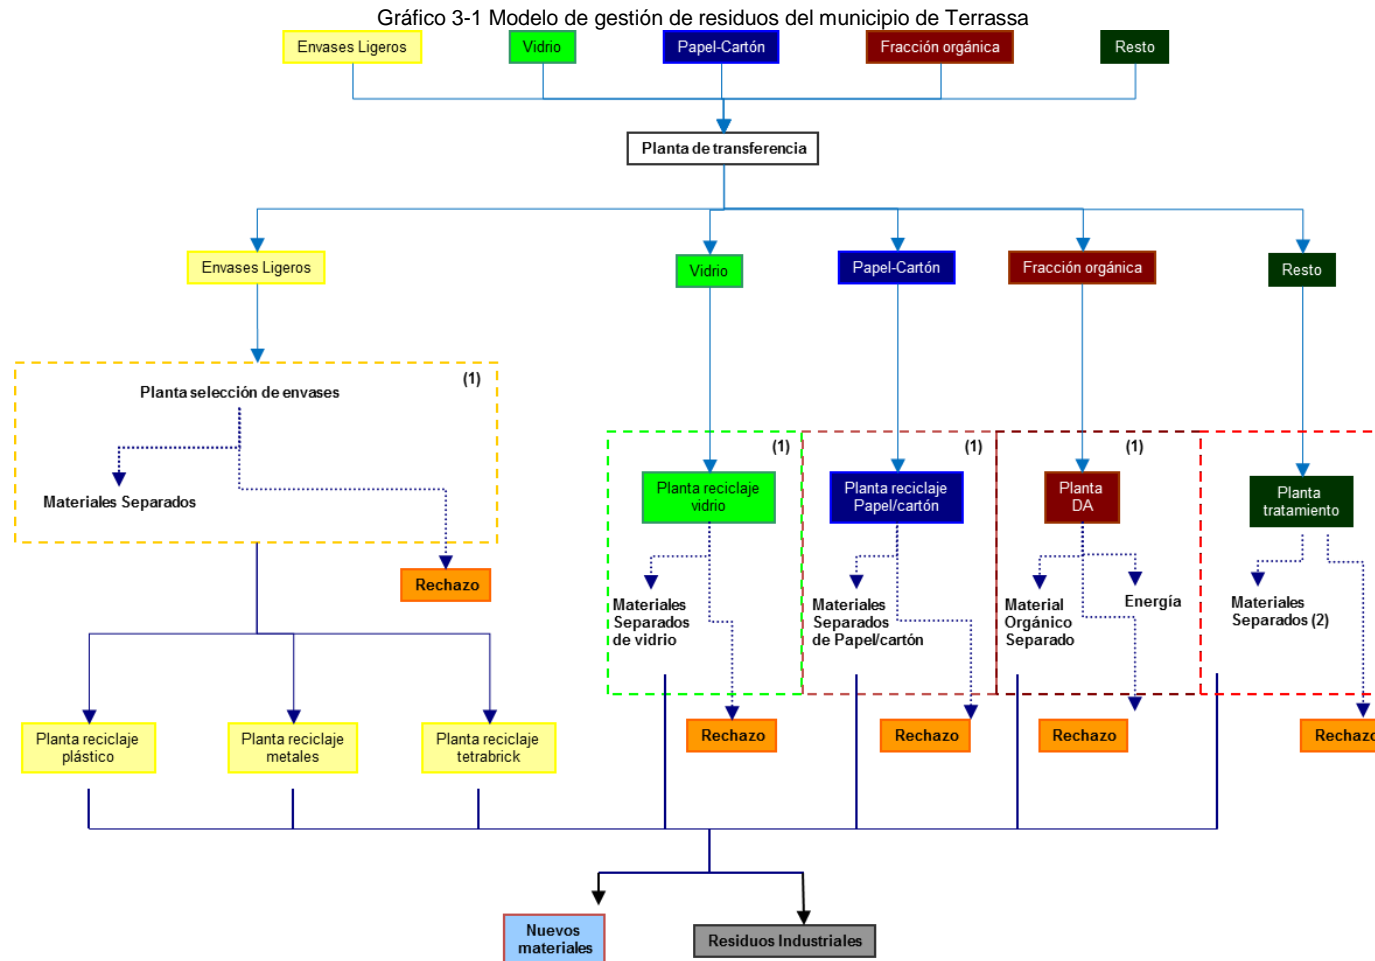 Gráfico 3-1 Modelo de gestión de residuos del municipio de Terrassa
Envases Ligeros
Vidrio
Papel-Cartón
Fracción orgánica
Resto
Planta de transferencia
Envases Ligeros
Vidrio
Papel-Cartón
Fracción orgánica
Resto
(1)
Planta selección de envases
Materiales Separados
Rechazo
(1)
Planta reciclaje
vidrio
Materiales
Separados
de vidrio
(1)
Planta reciclaje
Papel/cartón
Materiales
Separados
de Papel/cartón
(1)
Planta
DA
Material
Orgánico
Separado
Energía
Planta
tratamiento
Materiales
Separados (2)
Planta reciclaje
plástico
Planta reciclaje
metales
Planta reciclaje
tetrabrick
Rechazo
Rechazo
Rechazo
Rechazo
Nuevos
materiales
Residuos Industriales